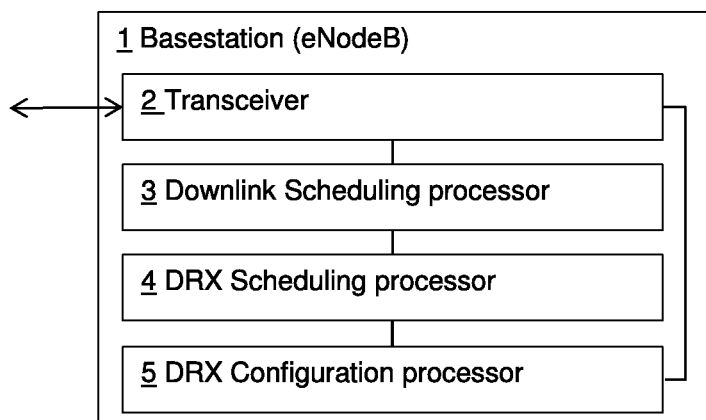 1 Basestation (eNodeB)
2 Transceiver
3 Downlink Scheduling processor
4 DRX Scheduling processor
5 DRX Configuration processor